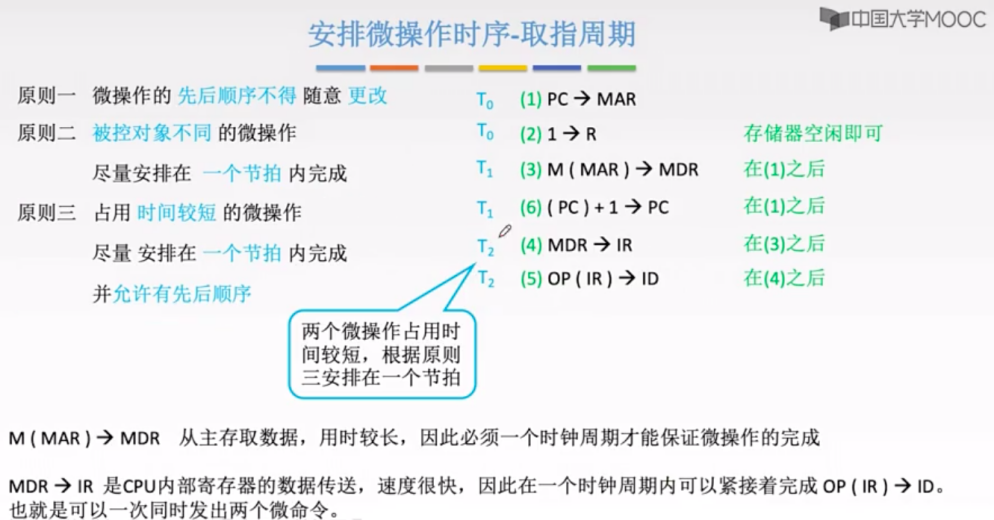 中国大学MOOC
安排微操作时序-取指周期
原则一 微操作的 先后顺序不得 随意 更改
原则二 被控对象不同 的微操作
尽量安排在 一个节拍 内完成
原则三 占用 时间较短 的微操作
尽量 安排在 一个节拍 内完成
并允许有先后顺序
T₀ (1) PC → MAR
T₀ (2) 1 → R 存储器空闲即可
T₁ (3) M ( MAR ) → MDR 在(1)之后
T₁ (6) ( PC ) + 1 → PC 在(1)之后
T₂ (4) MDR → IR 在(3)之后
T₂ (5) OP ( IR ) → ID 在(4)之后
两个微操作占用时
间较短，根据原则
三安排在一个节拍
M ( MAR ) → MDR 从主存取数据，用时较长，因此必须一个时钟周期才能保证微操作的完成
MDR → IR 是CPU内部寄存器的数据传送，速度很快，因此在一个时钟周期内可以紧接着完成 OP ( IR ) → ID。
也就是可以一次同时发出两个微命令。